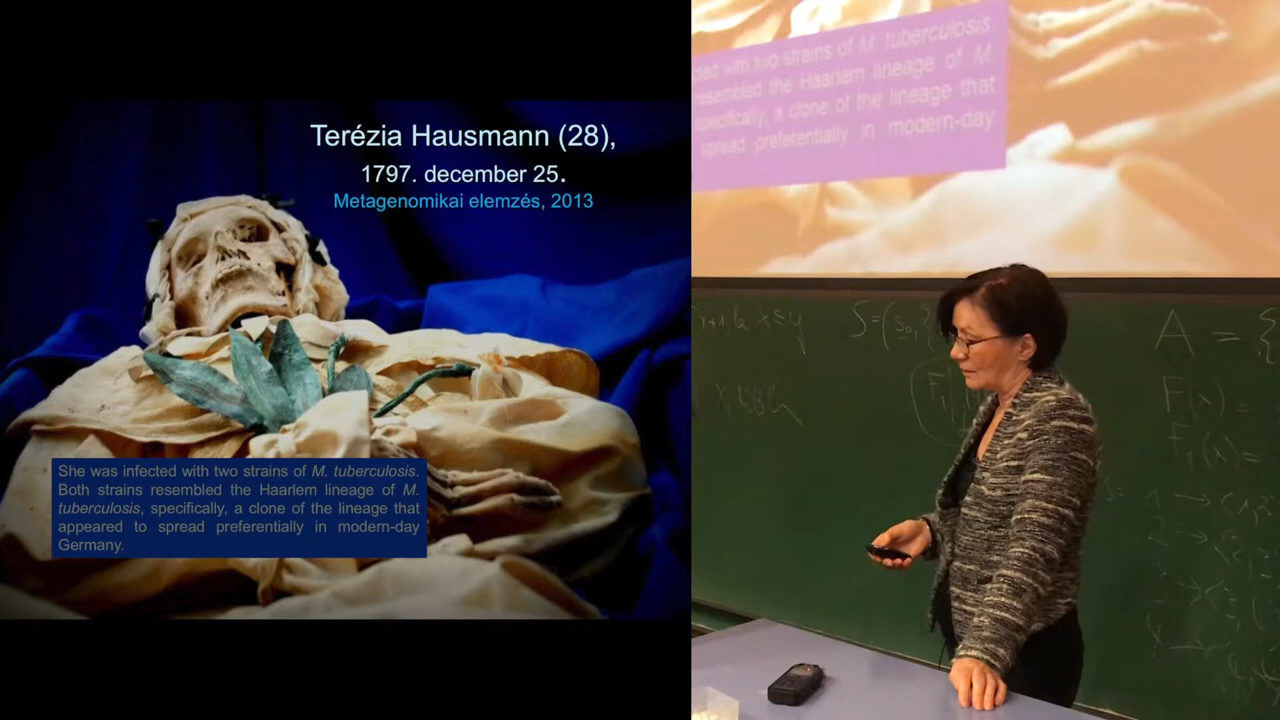 Terézia Hausmann (28),
1797. december 25.
Metagenomikai elemzés, 2013
She was infected with two strains of M. tuberculosis.
Both strains resembled the Haarlem lineage of M.
tuberculosis, specifically, a clone of the lineage that
appeared to spread preferentially in modern-day
Germany.
with two strains of M. tuberculosis.
resembled the Haarlem lineage of M.
specifically, a clone of the lineage that
spread preferentially in modern-day
S=(s₀,
A = {
F(λ) =
F₁(λ) =